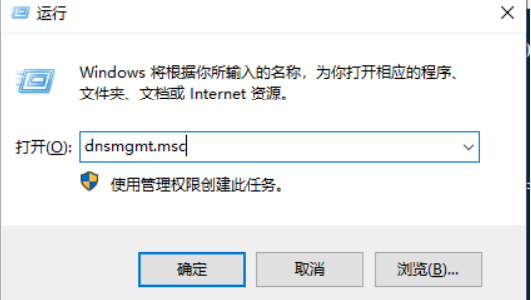 运行
Windows 将根据你所输入的名称，为你打开相应的程序、
文件夹、文档或 Internet 资源。
打开(O): dnsmgmt.msc
使用管理权限创建此任务。
确定 取消 浏览(B)...